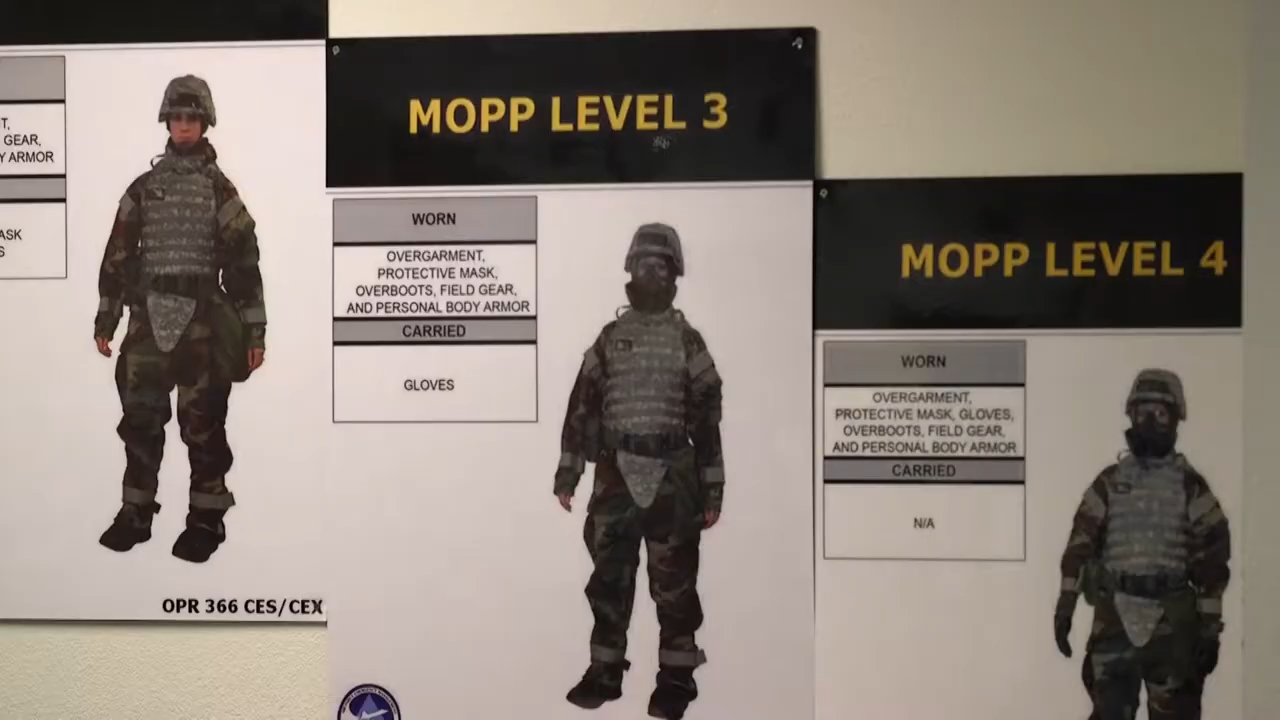 T,
GEAR,
Y ARMOR
ASK
S
OPR 366 CES/CEX
MOPP LEVEL 3
WORN
OVERGARMENT,
PROTECTIVE MASK,
OVERBOOTS, FIELD GEAR,
AND PERSONAL BODY ARMOR
CARRIED
GLOVES
MOPP LEVEL 4
WORN
OVERGARMENT,
PROTECTIVE MASK, GLOVES,
OVERBOOTS, FIELD GEAR,
AND PERSONAL BODY ARMOR
CARRIED
N/A